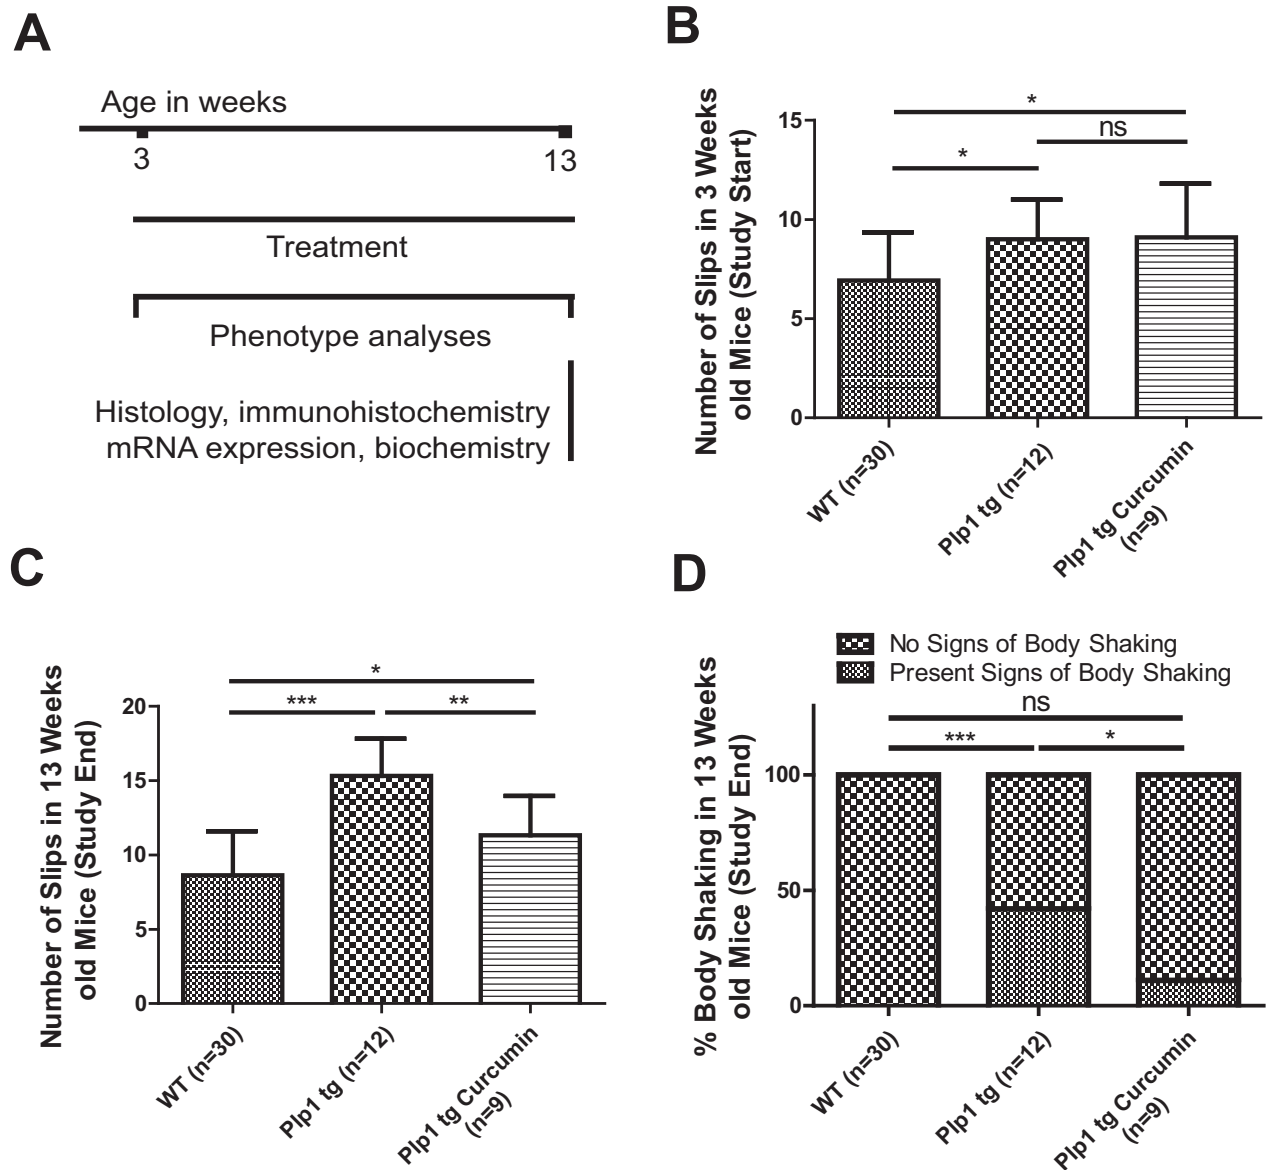 A
Age in weeks
3
13
Treatment
Phenotype analyses
Histology, immunohistochemistry
mRNA expression, biochemistry
B
Number of Slips in 3 Weeks
old Mice (Study Start)
15
10
5
0
*
ns
*
WT (n=30)
Plp1 tg (n=12)
Plp1 tg Curcumin
(n=9)
C
Number of Slips in 13 Weeks
old Mice (Study End)
20
15
10
5
0
*
***
**
WT (n=30)
Plp1 tg (n=12)
Plp1 tg Curcumin
(n=9)
D
No Signs of Body Shaking
Present Signs of Body Shaking
% Body Shaking in 13 Weeks
old Mice (Study End)
100
50
0
ns
***
*
WT (n=30)
Plp1 tg (n=12)
Plp1 tg Curcumin
(n=9)